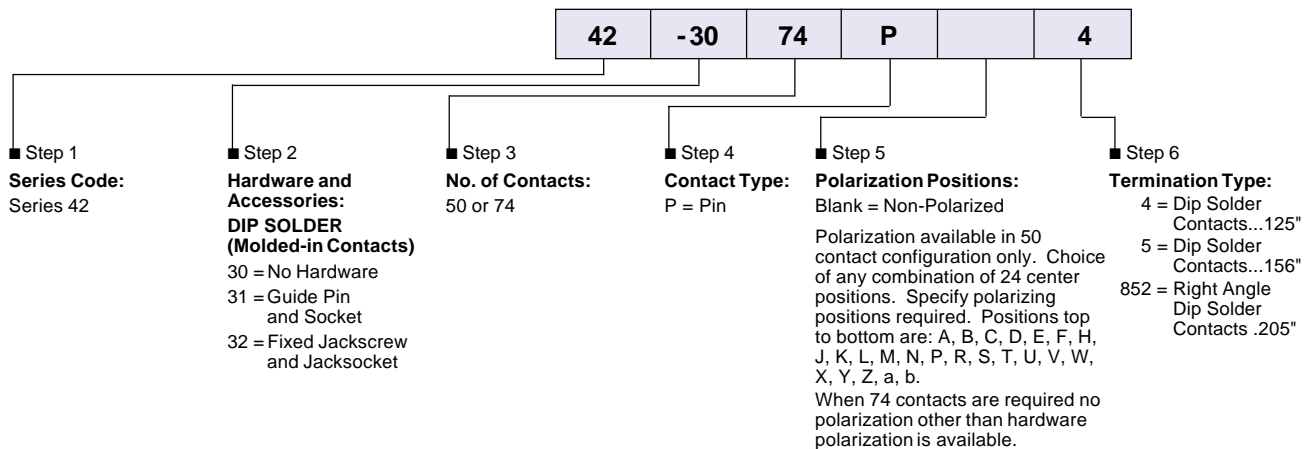 42 -30 74 P 4
■ Step 1
Series Code:
Series 42
■ Step 2
Hardware and
Accessories:
DIP SOLDER
(Molded-in Contacts)
30 = No Hardware
31 = Guide Pin
and Socket
32 = Fixed Jackscrew
and Jacksocket
■ Step 3
No. of Contacts:
50 or 74
■ Step 4
Contact Type:
P = Pin
■ Step 5
Polarization Positions:
Blank = Non-Polarized
Polarization available in 50
contact configuration only. Choice
of any combination of 24 center
positions. Specify polarizing
positions required. Positions top
to bottom are: A, B, C, D, E, F, H,
J, K, L, M, N, P, R, S, T, U, V, W,
X, Y, Z, a, b.
When 74 contacts are required no
polarization other than hardware
polarization is available.
■ Step 6
Termination Type:
4 = Dip Solder
Contacts...125"
5 = Dip Solder
Contacts...156"
852 = Right Angle
Dip Solder
Contacts .205"